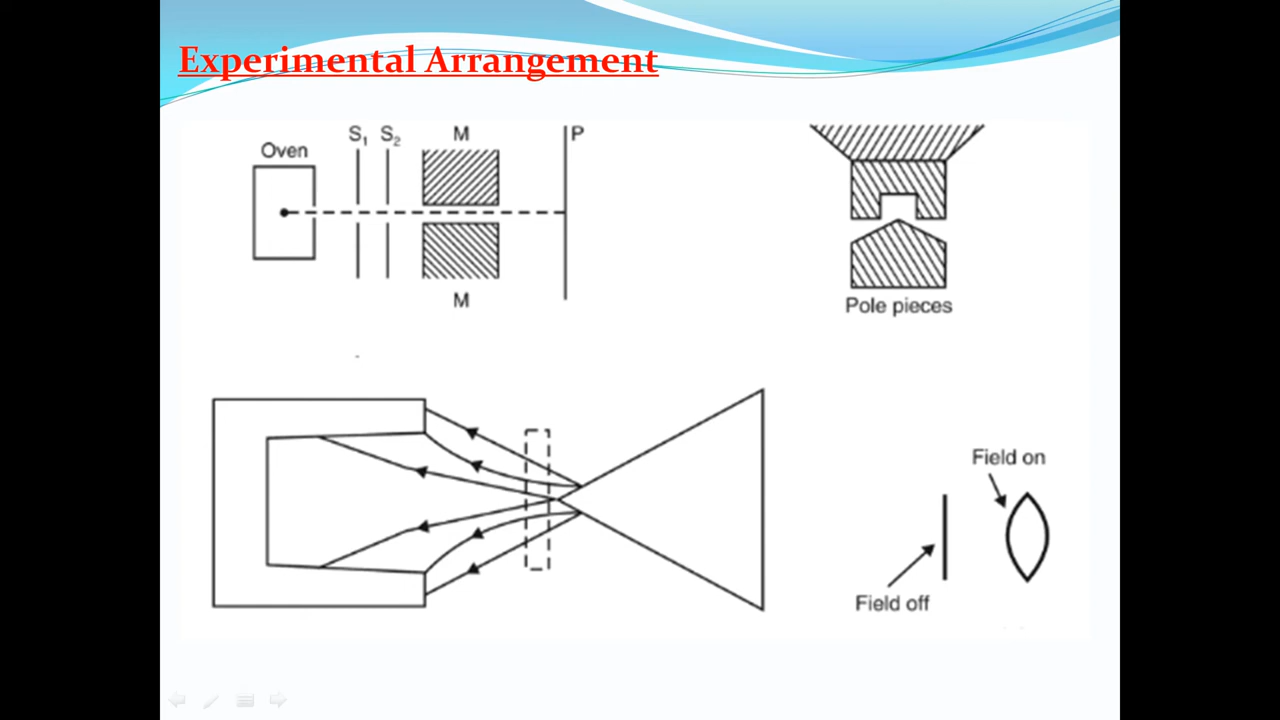 Experimental Arrangement
S1 S2 M P
Oven
M
Pole pieces
Field on
Field off